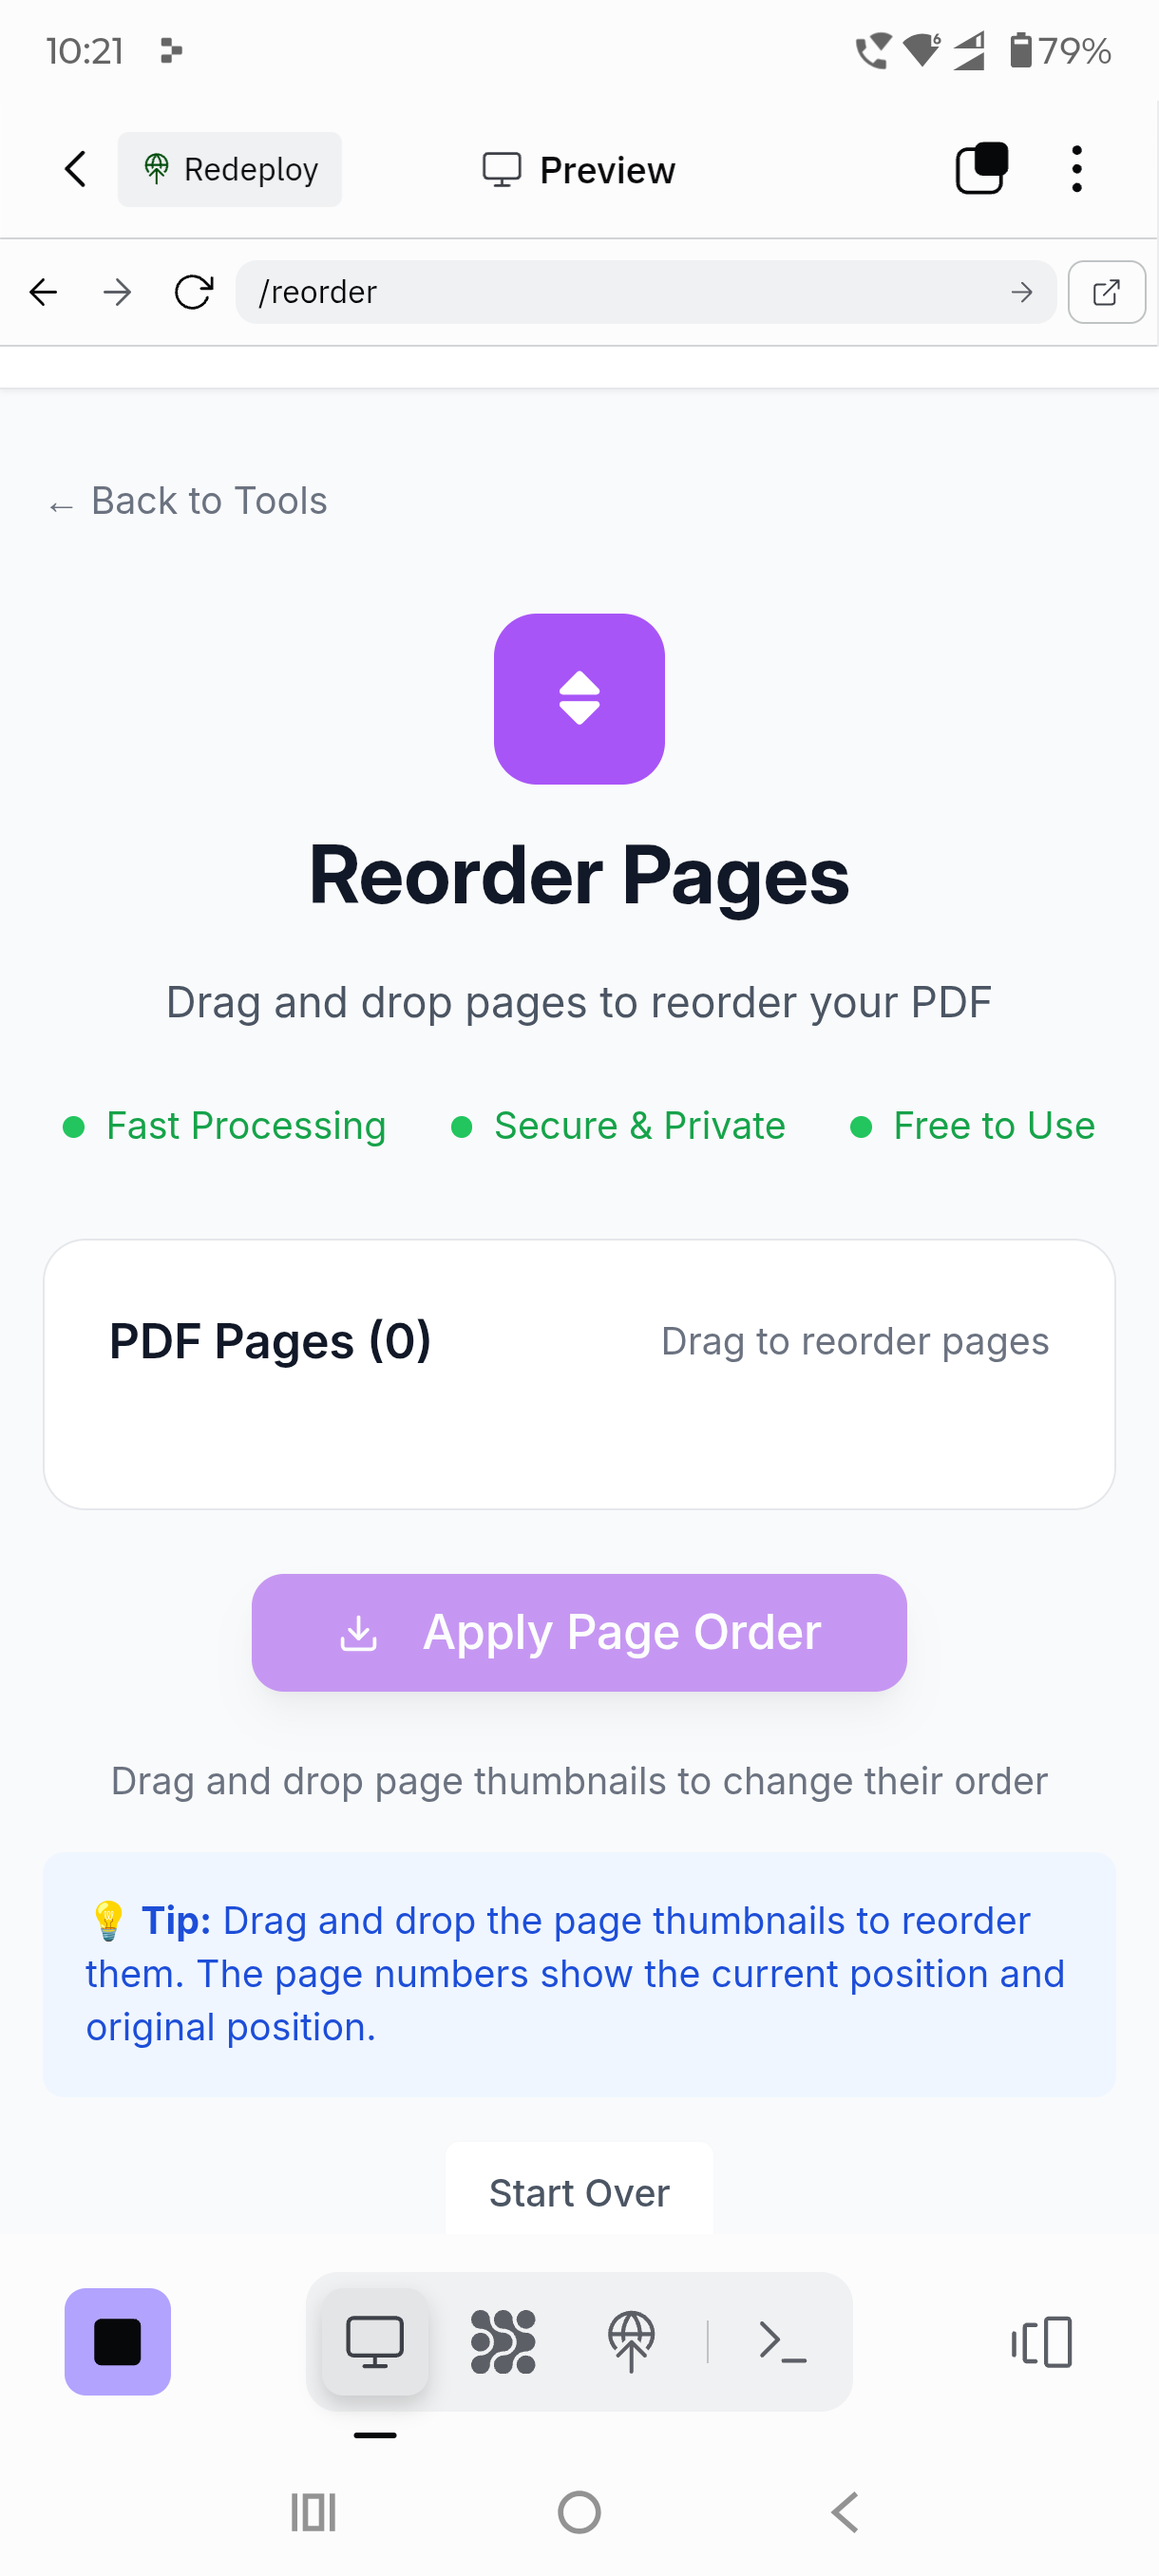 10:21
6
79%
Redeploy
Preview
/reorder
← Back to Tools
Reorder Pages
Drag and drop pages to reorder your PDF
Fast Processing
Secure & Private
Free to Use
PDF Pages (0)
Drag to reorder pages
Apply Page Order
Drag and drop page thumbnails to change their order
💡 Tip: Drag and drop the page thumbnails to reorder
them. The page numbers show the current position and
original position.
Start Over